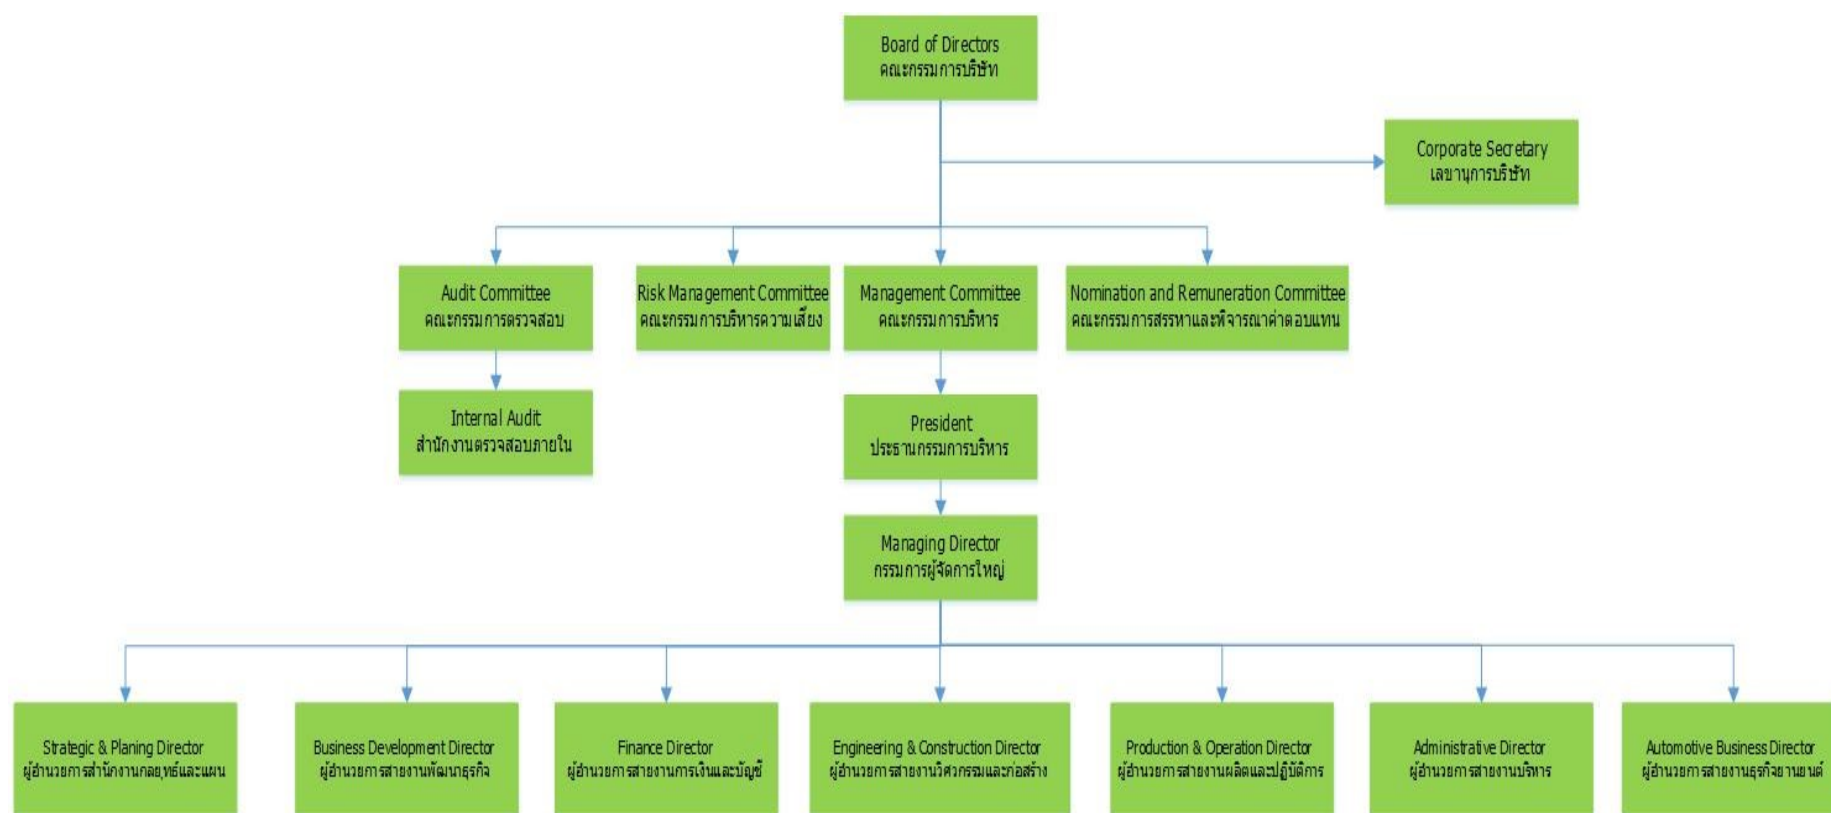 Board of Directors
คณะกรรมการบริษัท
Corporate Secretary
เลขานุการบริษัท
Audit Committee
คณะกรรมการตรวจสอบ
Risk Management Committee
คณะกรรมการบริหารความเสี่ยง
Management Committee
คณะกรรมการบริหาร
Nomination and Remuneration Committee
คณะกรรมการสรรหาและพิจารณาค่าตอบแทน
Internal Audit
สำนักงานตรวจสอบภายใน
President
ประธานกรรมการบริหาร
Managing Director
กรรมการผู้จัดการใหญ่
Strategic & Planing Director
ผู้อำนวยการสำนักงานกลยุทธ์และแผน
Business Development Director
ผู้อำนวยการสายงานพัฒนาธุรกิจ
Finance Director
ผู้อำนวยการสายงานการเงินและบัญชี
Engineering & Construction Director
ผู้อำนวยการสายงานวิศวกรรมและก่อสร้าง
Production & Operation Director
ผู้อำนวยการสายงานผลิตและปฏิบัติการ
Administrative Director
ผู้อำนวยการสายงานบริหาร
Automotive Business Director
ผู้อำนวยการสายงานธุรกิจยานยนต์